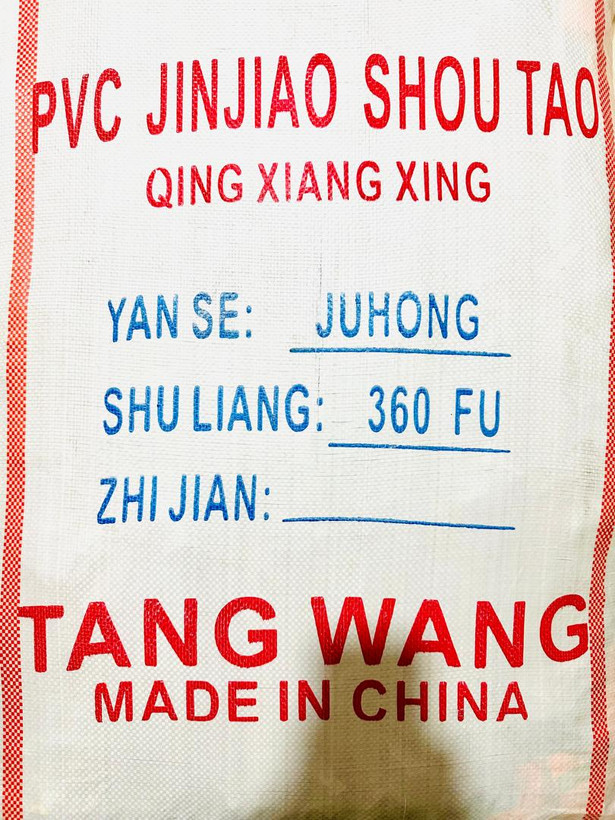 PVC JINJIAO SHOU TAO
QING XIANG XING
YAN SE: JUHONG
SHU LIANG: 360 FU
ZHI JIAN:
TANG WANG
MADE IN CHINA